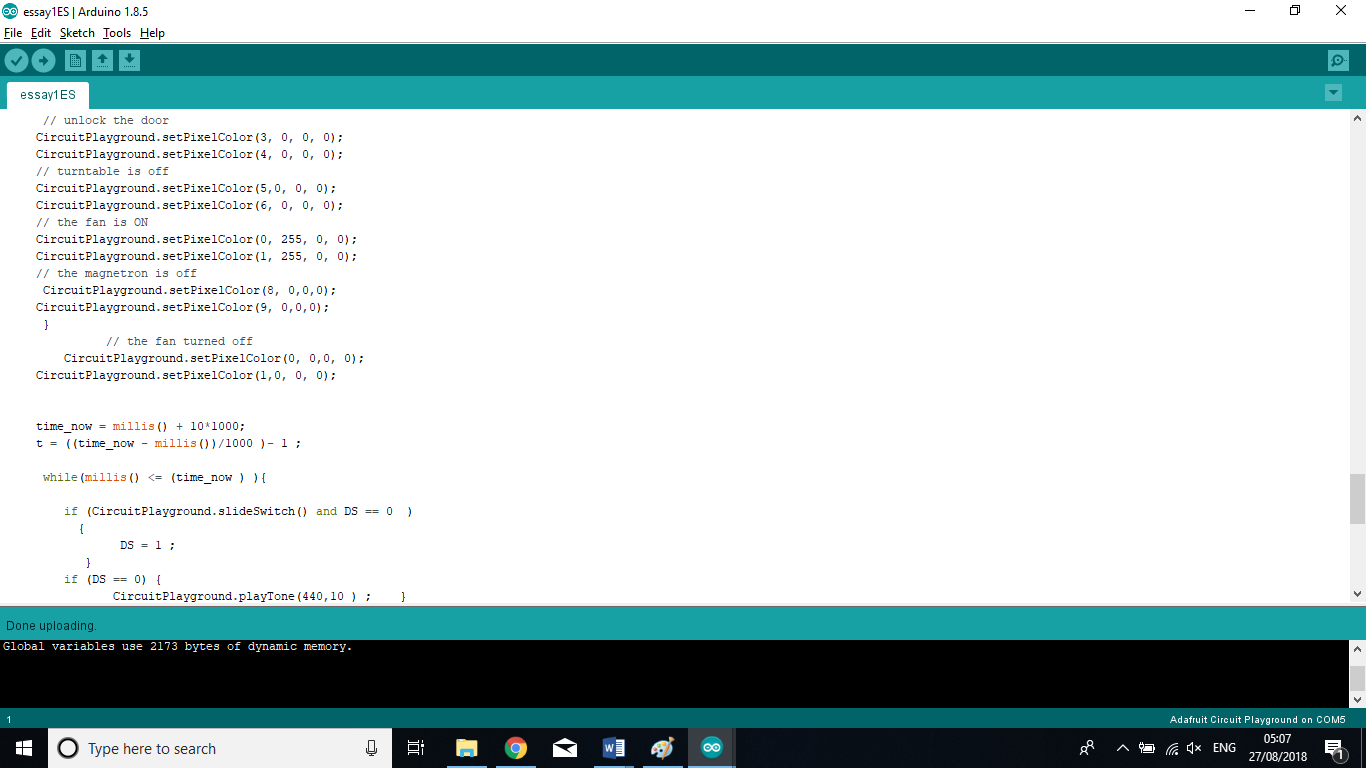 essay1ES | Arduino 1.8.5
File Edit Sketch Tools Help
essay1ES
// unlock the door
CircuitPlayground.setPixelColor(3, 0, 0, 0);
CircuitPlayground.setPixelColor(4, 0, 0, 0);
// turntable is off
CircuitPlayground.setPixelColor(5,0, 0, 0);
CircuitPlayground.setPixelColor(6, 0, 0, 0);
// the fan is ON
CircuitPlayground.setPixelColor(0, 255, 0, 0);
CircuitPlayground.setPixelColor(1, 255, 0, 0);
// the magnetron is off
CircuitPlayground.setPixelColor(8, 0,0,0);
CircuitPlayground.setPixelColor(9, 0,0,0);
}
// the fan turned off
CircuitPlayground.setPixelColor(0, 0,0, 0);
CircuitPlayground.setPixelColor(1,0, 0, 0);
time_now = millis() + 10*1000;
t = ((time_now - millis())/1000 )- 1 ;
while(millis() <= (time_now ) ){
if (CircuitPlayground.slideSwitch() and DS == 0  )
{
DS = 1 ;
}
if (DS == 0) {
CircuitPlayground.playTone(440,10 ) ;    }
Done uploading.
Global variables use 2173 bytes of dynamic memory.
1
Adafruit Circuit Playground on COM5
Type here to search
W
ENG
05:07
27/08/2018
1